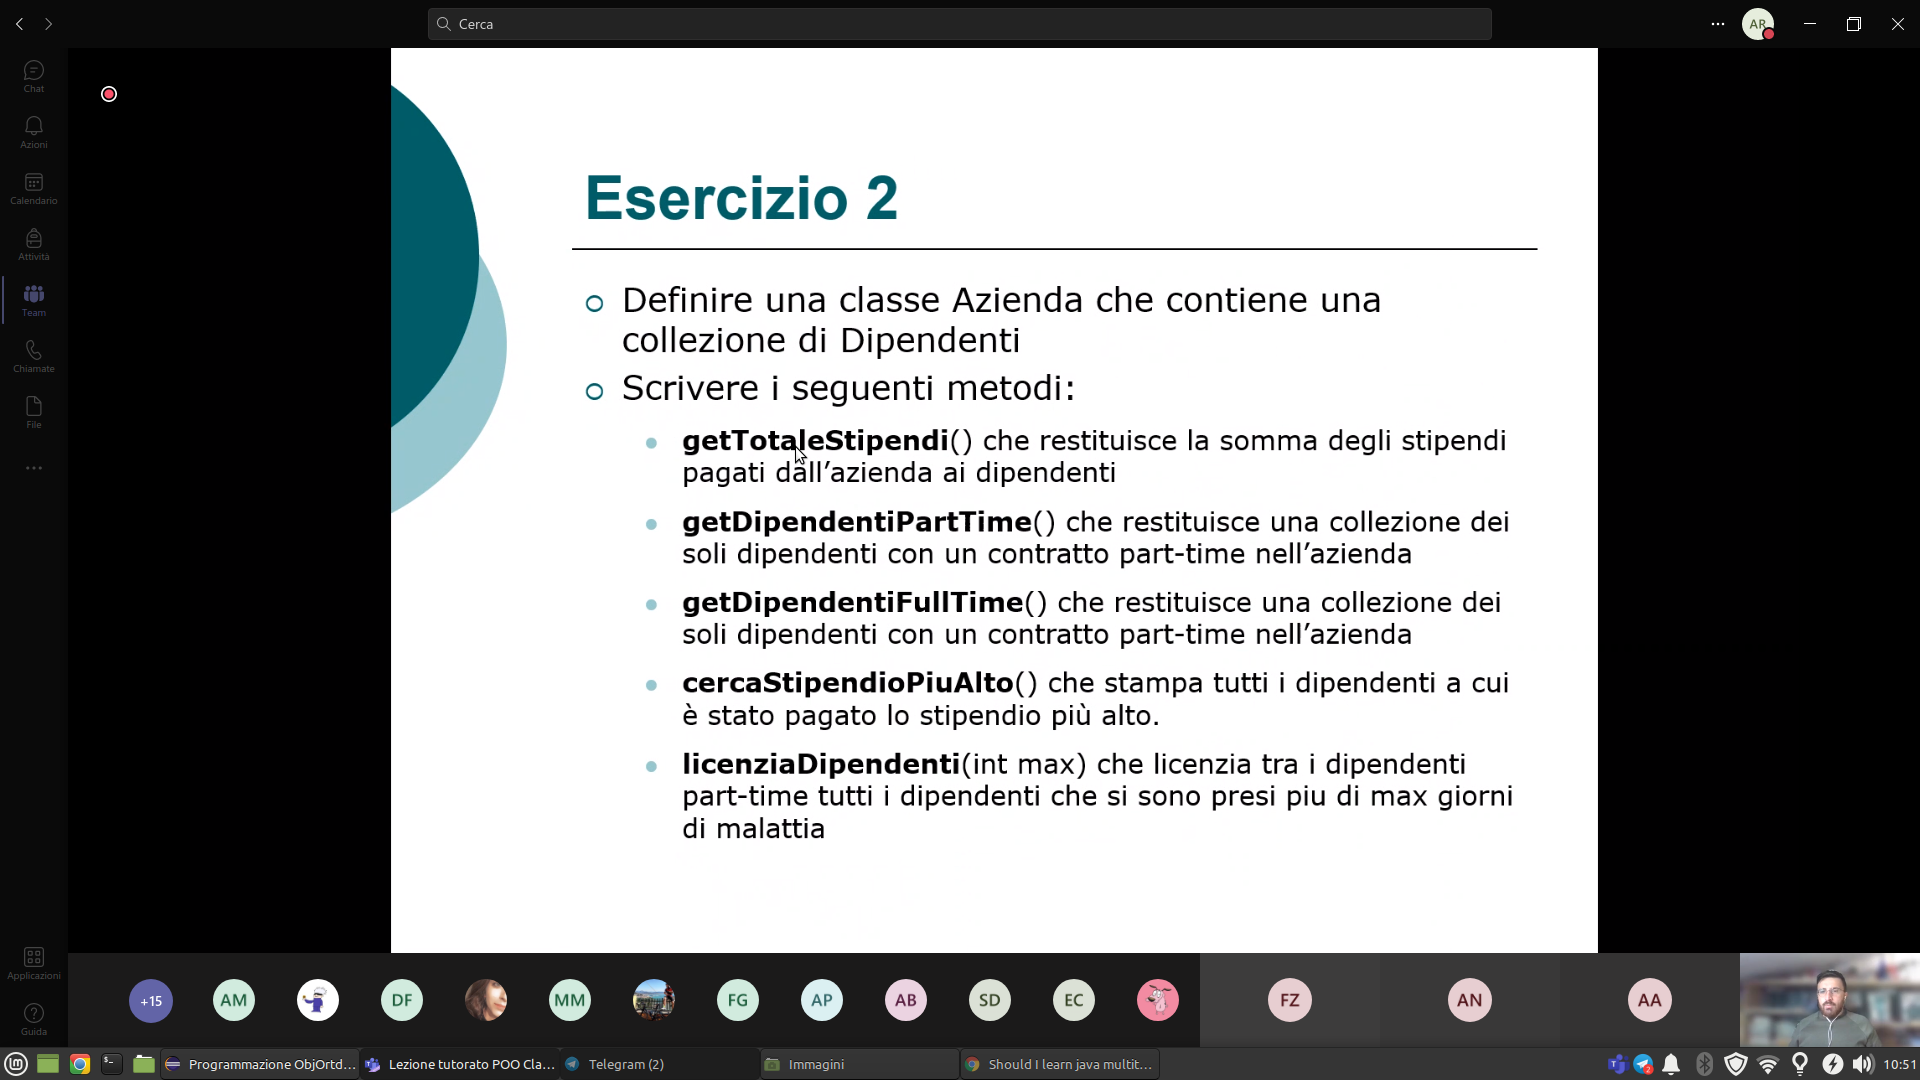 Cerca
AR
Chat
Azioni
Calendario
Attività
Team
Chiamate
File
Applicazioni
Guida
Esercizio 2
Definire una classe Azienda che contiene una
collezione di Dipendenti
Scrivere i seguenti metodi:
getTotaleStipendi() che restituisce la somma degli stipendi
pagati dall’azienda ai dipendenti
getDipendentiPartTime() che restituisce una collezione dei
soli dipendenti con un contratto part-time nell’azienda
getDipendentiFullTime() che restituisce una collezione dei
soli dipendenti con un contratto part-time nell’azienda
cercaStipendioPiuAlto() che stampa tutti i dipendenti a cui
è stato pagato lo stipendio più alto.
licenziaDipendenti(int max) che licenzia tra i dipendenti
part-time tutti i dipendenti che si sono presi piu di max giorni
di malattia
+15 AM DF MM FG AP AB SD EC FZ AN AA
Programmazione ObjOrtd... Lezione tutorato POO Cla... Telegram (2) Immagini Should I learn java multit... 10:51